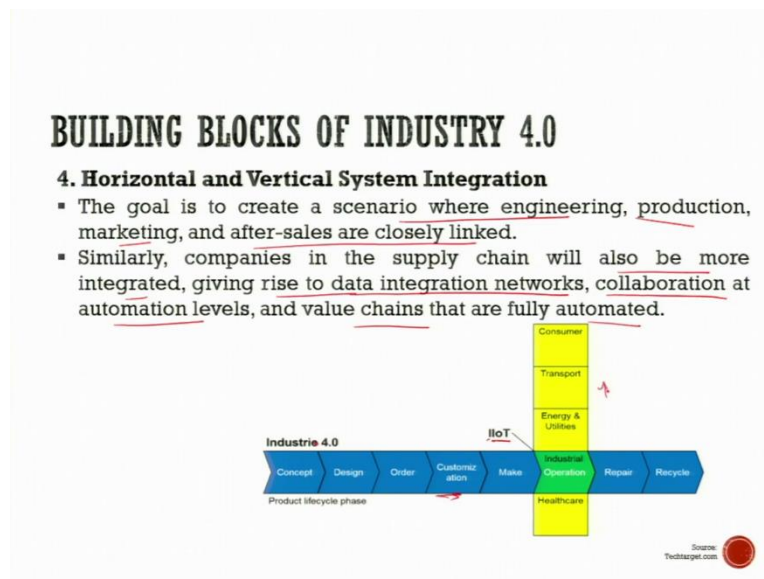 BUILDING BLOCKS OF INDUSTRY 4.0
4. Horizontal and Vertical System Integration
▪ The goal is to create a scenario where engineering, production,
marketing, and after-sales are closely linked.
▪ Similarly, companies in the supply chain will also be more
integrated, giving rise to data integration networks, collaboration at
automation levels, and value chains that are fully automated.
Consumer
Transport
Energy &
Utilities
IIoT
Industrie 4.0
Industrial
Concept
Design
Order
Customiz
ation
Make
Operation
Repair
Recycle
Product lifecycle phase
Healthcare
Source:
Techtarget.com